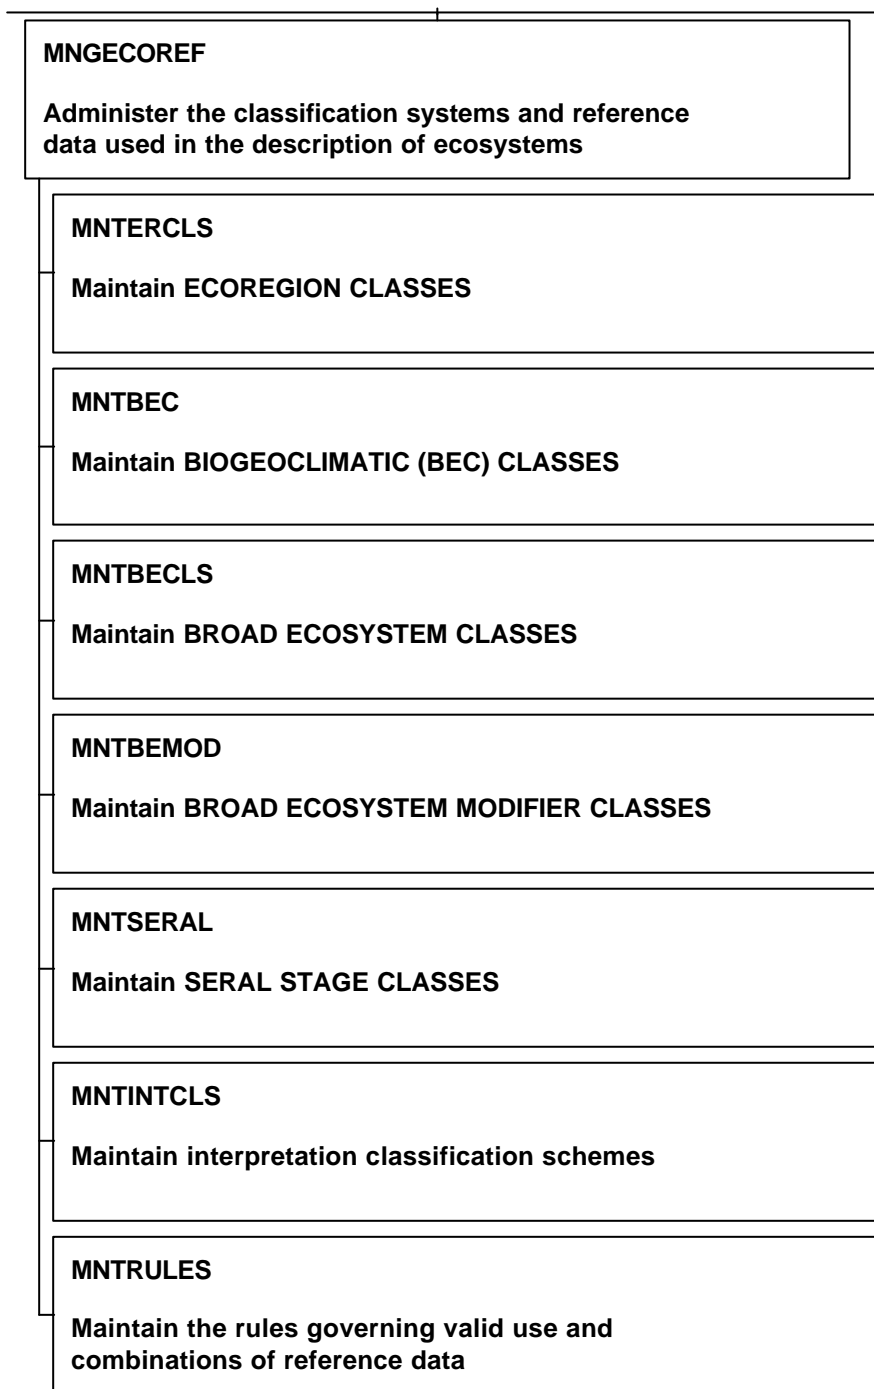 MNGECOREF
Administer the classification systems and reference
data used in the description of ecosystems
MNTERCLS
Maintain ECOREGION CLASSES
MNTBEC
Maintain BIOGEOCLIMATIC (BEC) CLASSES
MNTBECLS
Maintain BROAD ECOSYSTEM CLASSES
MNTBEMOD
Maintain BROAD ECOSYSTEM MODIFIER CLASSES
MNTSERAL
Maintain SERAL STAGE CLASSES
MNTINTCLS
Maintain interpretation classification schemes
MNTRULES
Maintain the rules governing valid use and
combinations of reference data